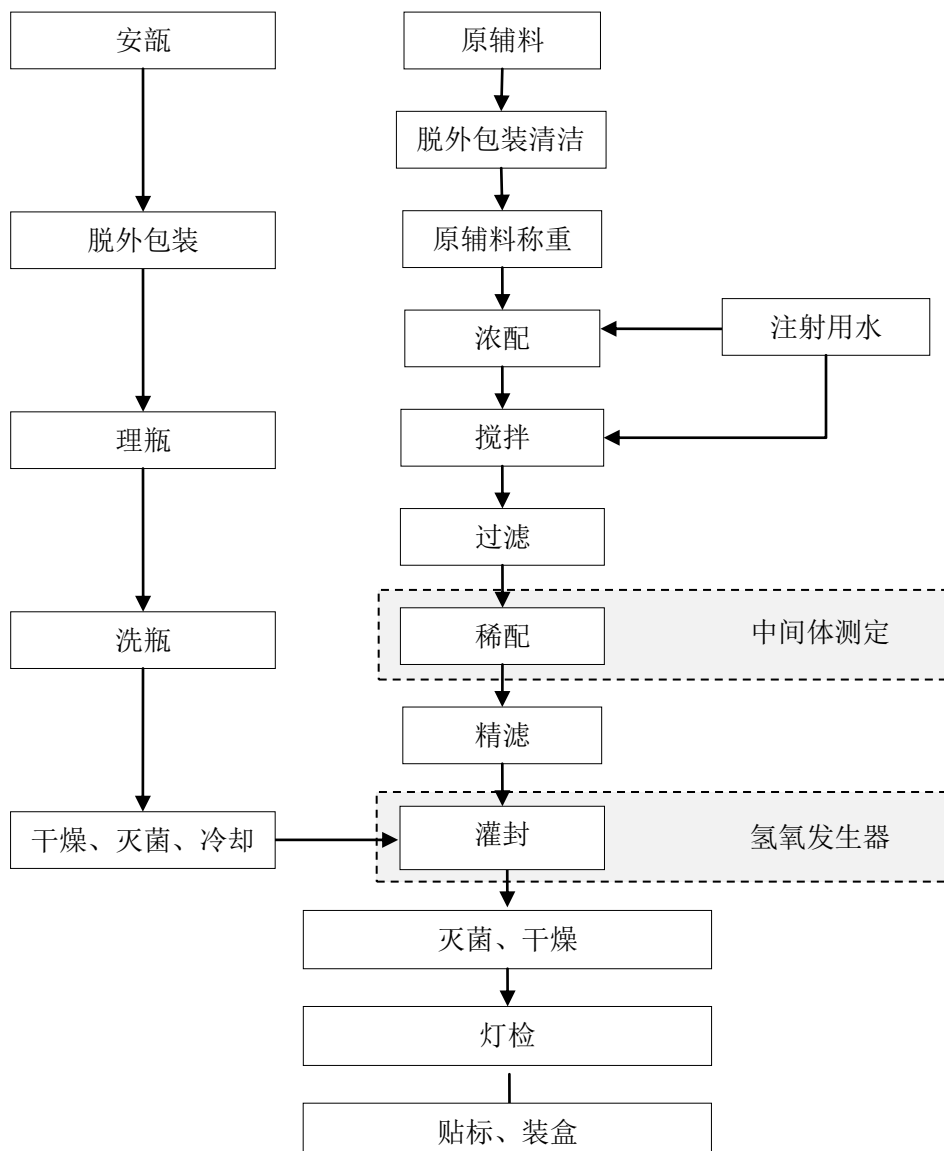 安瓿
原辅料
脱外包装清洁
脱外包装
原辅料称重
浓配
注射用水
理瓶
搅拌
过滤
洗瓶
稀配
中间体测定
精滤
干燥、灭菌、冷却
灌封
氢氧发生器
灭菌、干燥
灯检
贴标、装盒